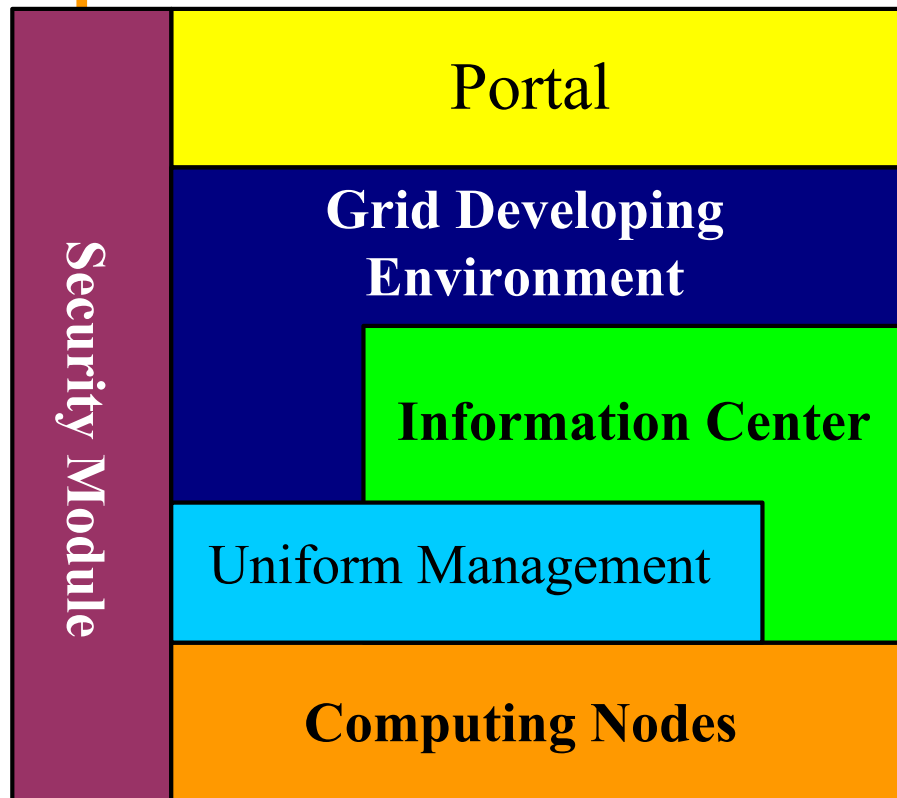 Portal
Grid Developing
Environment
Security Module
Information Center
Uniform Management
Computing Nodes